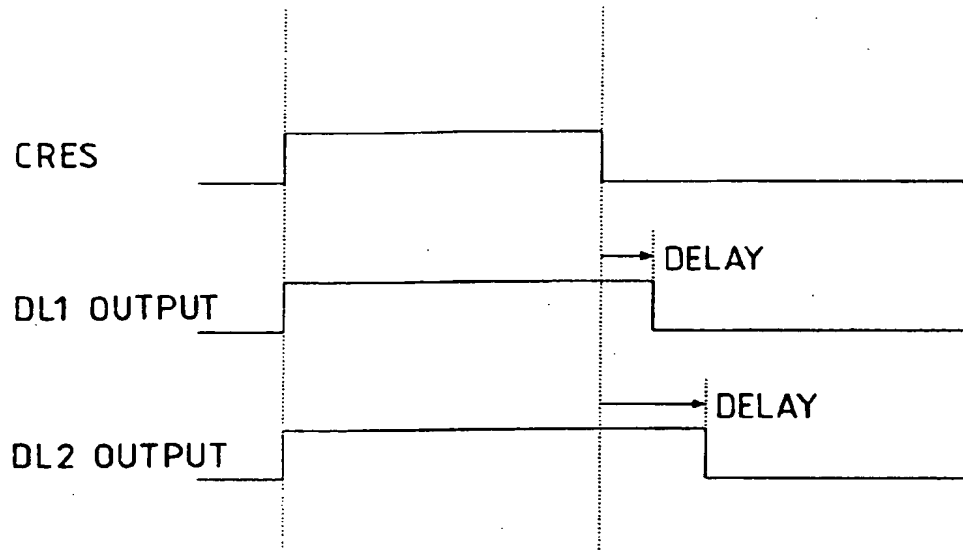 CRES
DELAY
DL1 OUTPUT
DELAY
DL2 OUTPUT